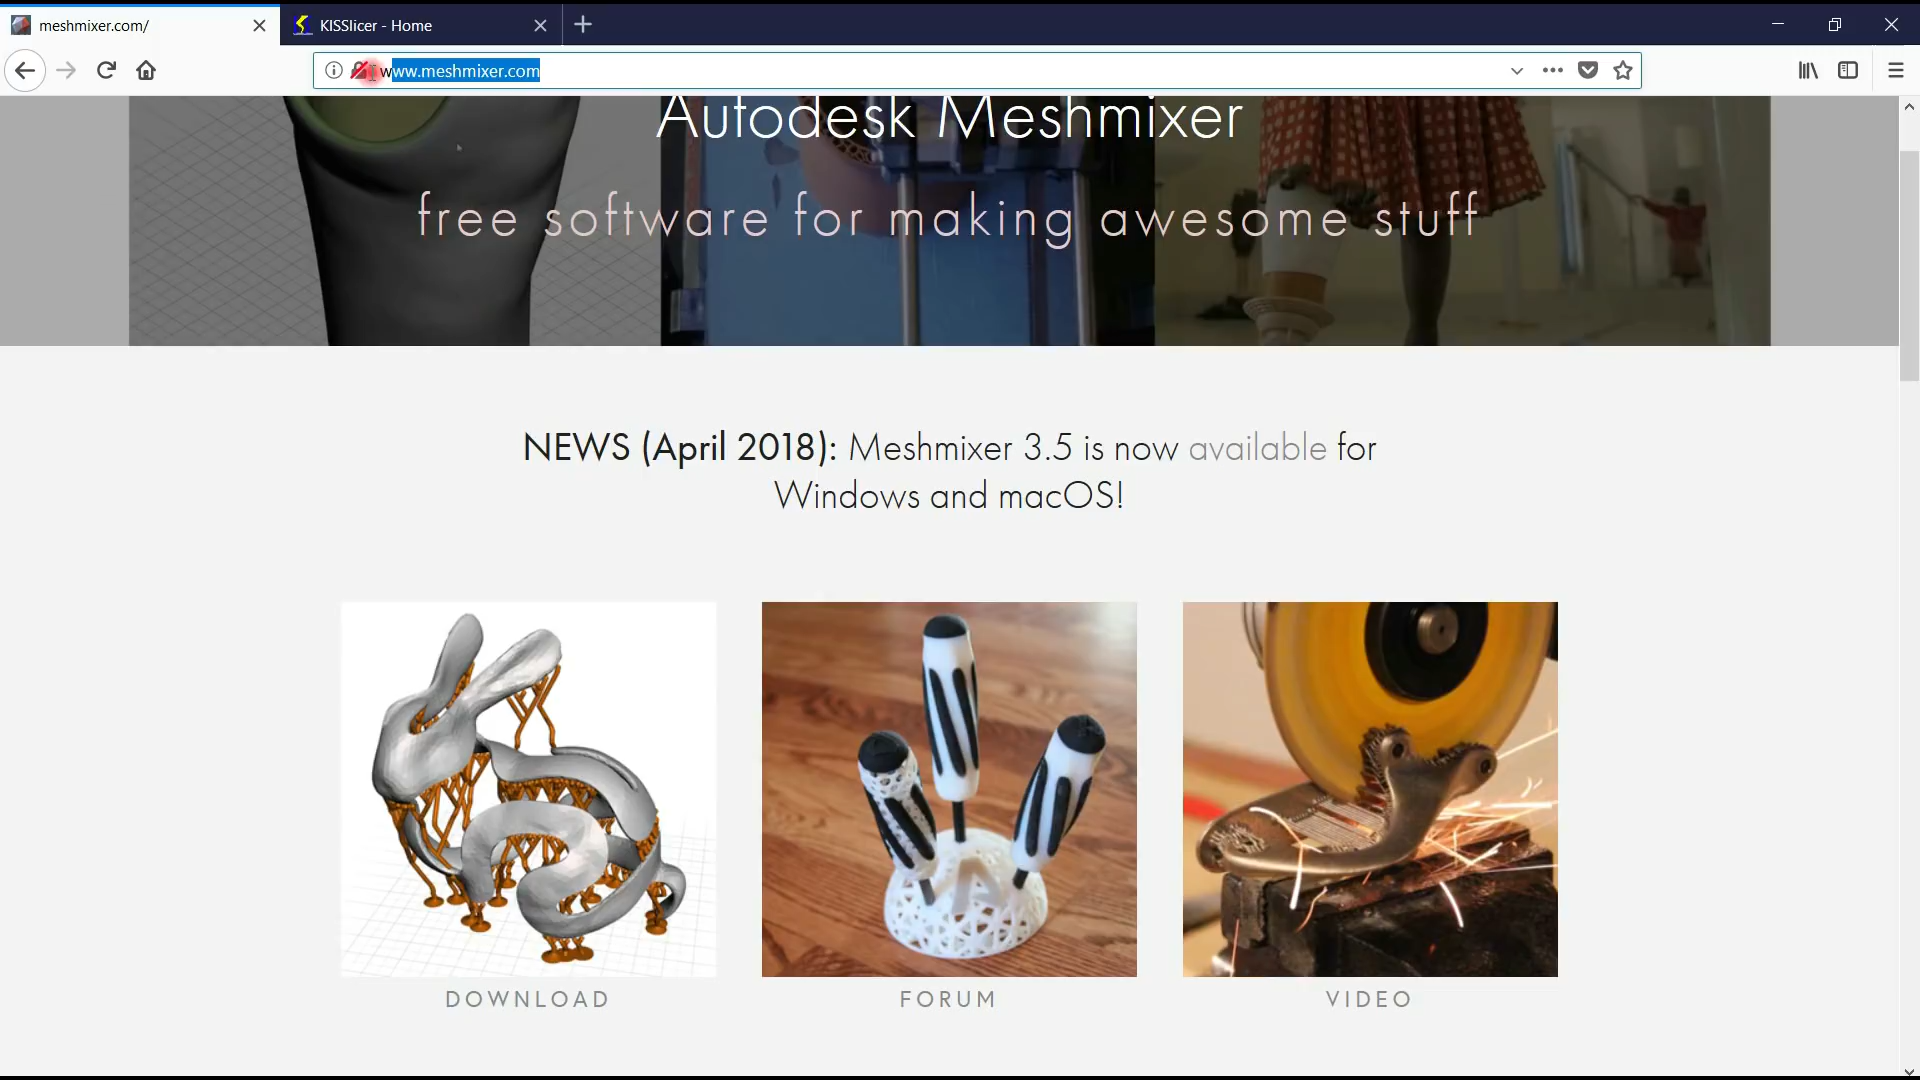 meshmixer.com/
KISSlicer - Home
www.meshmixer.com
Autodesk Meshmixer
free software for making awesome stuff
NEWS (April 2018): Meshmixer 3.5 is now available for
Windows and macOS!
DOWNLOAD
FORUM
VIDEO